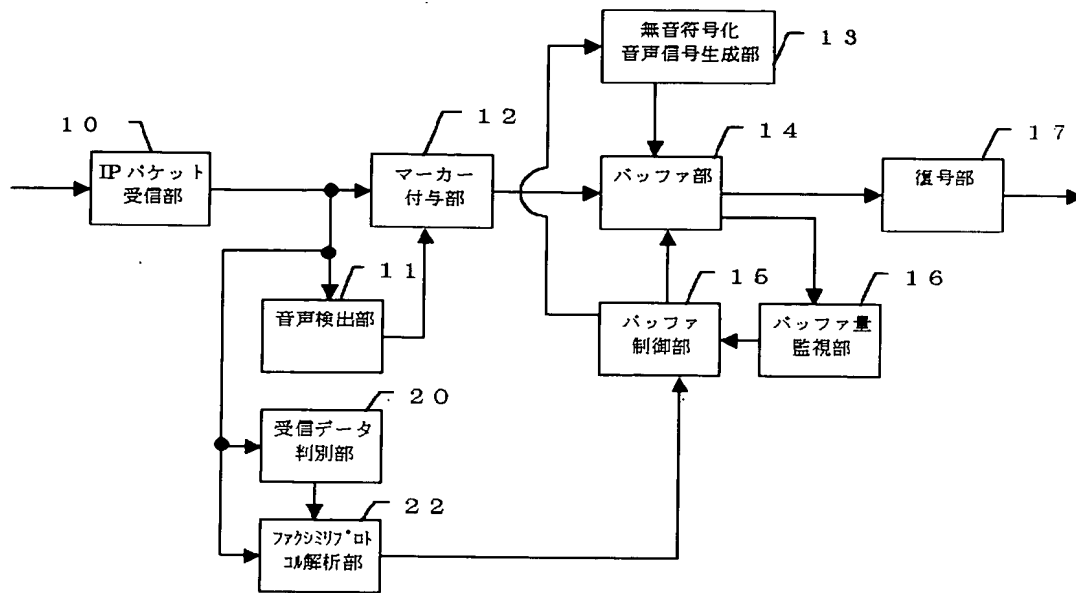 無音符号化
音声信号生成部
１３
１０
１２
１４
１７
IPパケット
受信部
マーカー
付与部
バッファ部
復号部
１１
音声検出部
１５
バッファ
制御部
１６
バッファ量
監視部
２０
受信データ
判別部
２２
ﾌｧｸｼﾐﾘﾌﾟﾛﾄ
ｺﾙ解析部